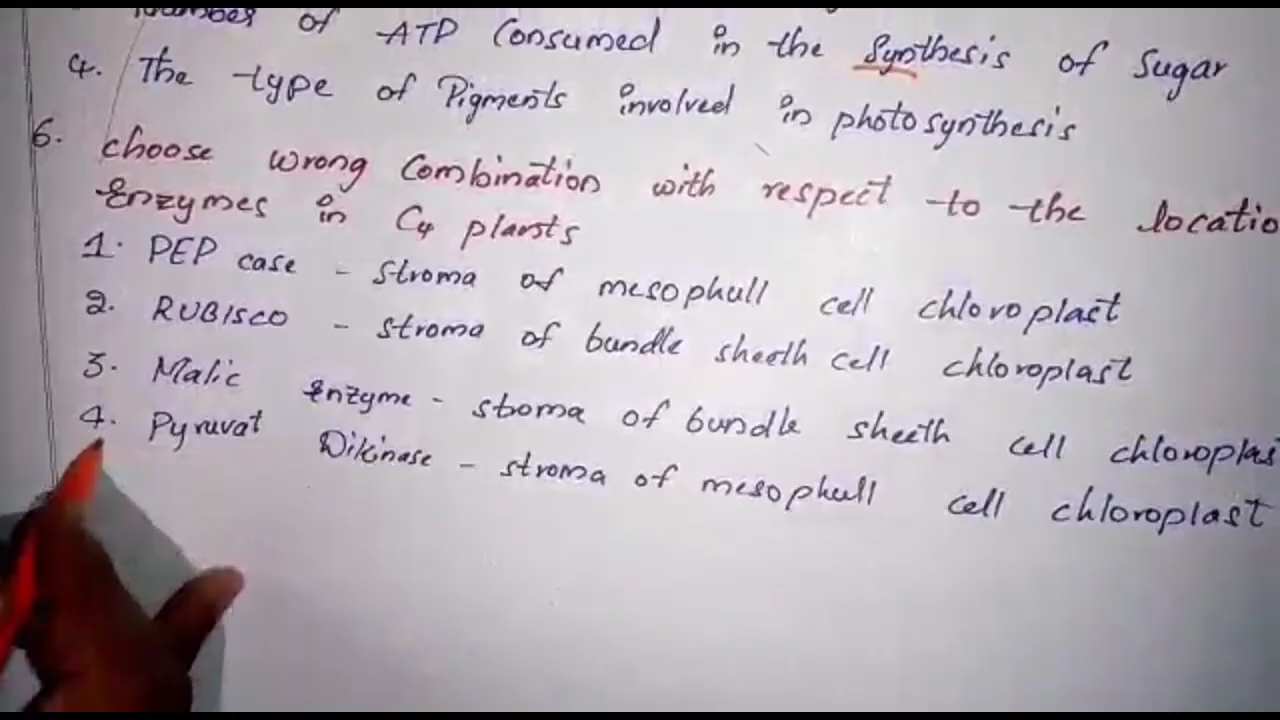 Number of ATP Consumed in the Synthesis of Sugar
4. The type of Pigments involved in photosynthesis
6. choose wrong Combination with respect to the locatio
Enzymes in C4 plants
1. PEP case - stroma of mesophull cell chloroplast
2. RUBISCO - stroma of bundle sheeth cell chloroplast
3. Malic Enzyme - stroma of bundle sheeth cell chloroplas
4. Pyruvat Dikinase - stroma of mesophull cell chloroplast